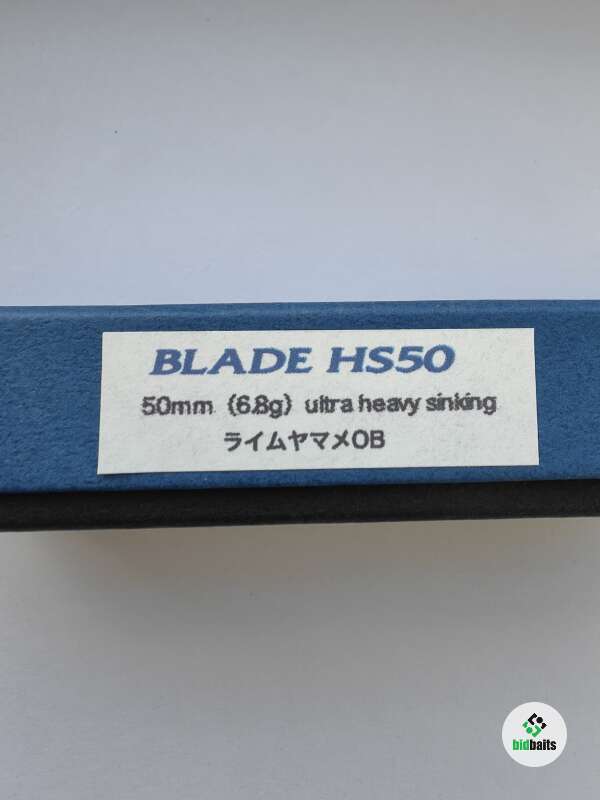 BLADE HS50
50mm (6.8g) ultra heavy sinking
ライムヤマメOB
bidbaits